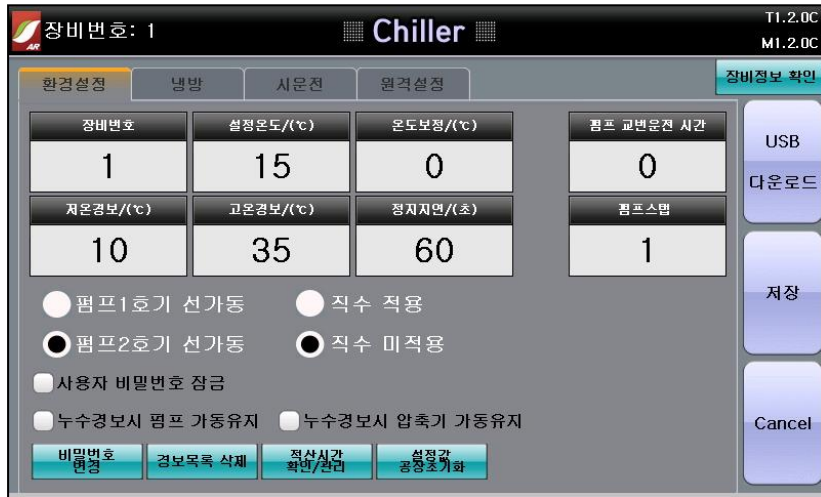 AR
장비번호: 1
Chiller
T1.2.0C
M1.2.0C
환경설정
냉방
시운전
원격설정
장비정보 확인
장비번호
설정온도/(℃)
온도보정/(℃)
펌프 교번운전 시간
1
15
0
0
저온경보/(℃)
고온경보/(℃)
정지지면/(초)
펌프스텝
10
35
60
1
펌프1호기 선가동
직수 적용
펌프2호기 선가동
직수 미적용
사용자 비밀번호 잠금
누수경보시 펌프 가동유지
누수경보시 압축기 가동유지
비밀번호
변경
경보목록 삭제
적산시간
확인/관리
설정값
공장초기화
USB
다운로드
저장
Cancel